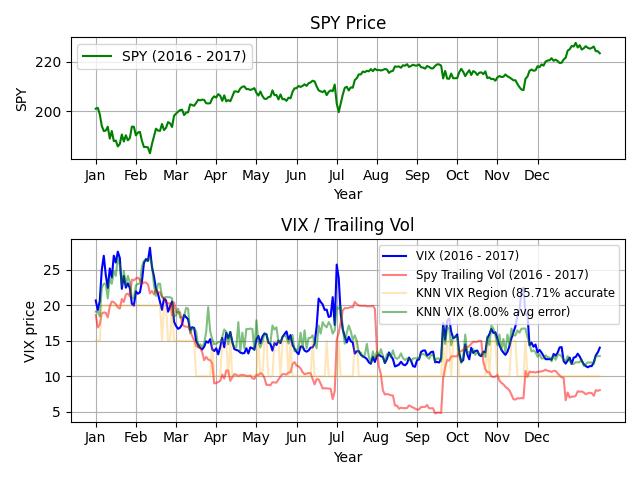 SPY Price
SPY
220
200
SPY (2016 - 2017)
Jan Feb Mar Apr May Jun Jul Aug Sep Oct Nov Dec
Year
VIX / Trailing Vol
VIX price
25
20
15
10
5
VIX (2016 - 2017)
Spy Trailing Vol (2016 - 2017)
KNN VIX Region (85.71% accurate
KNN VIX (8.00% avg error)
Jan Feb Mar Apr May Jun Jul Aug Sep Oct Nov Dec
Year